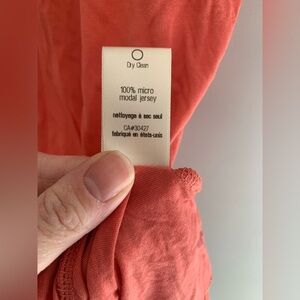 Dry Clean
100% micro
modal jersey
nettoyage à sec seul
CA#30427
fabriqué en états-unis